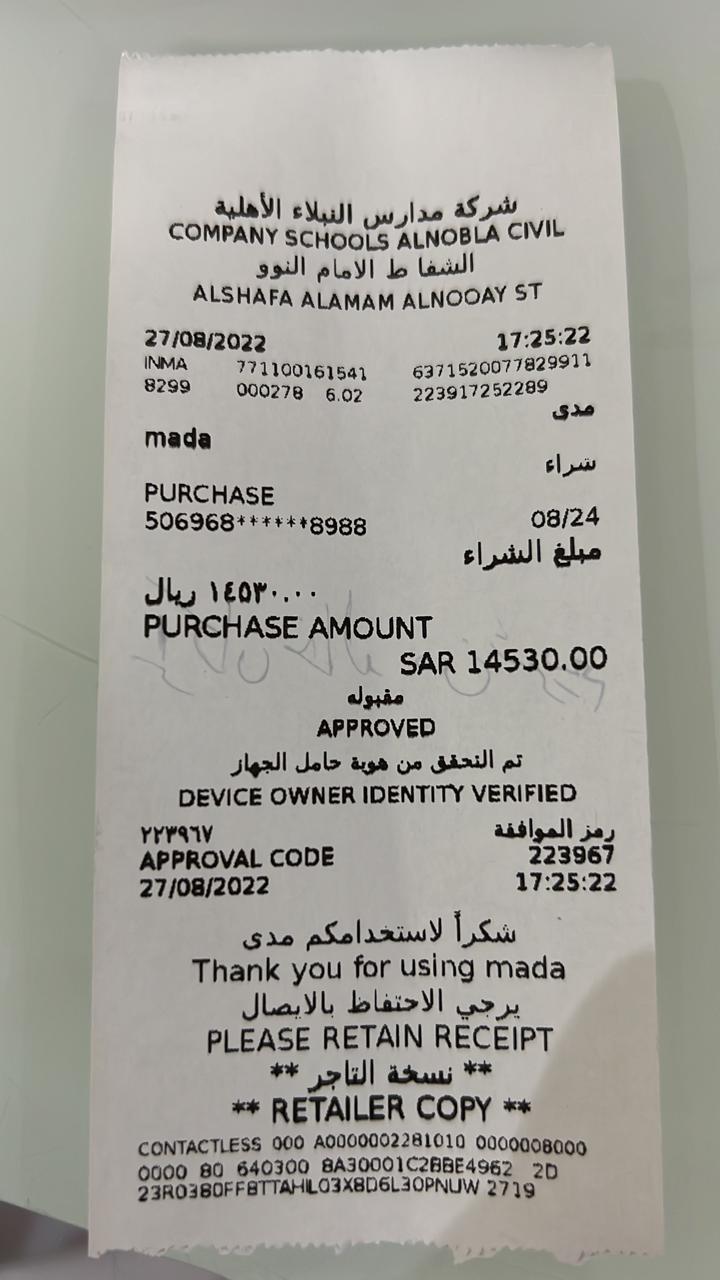 شركة مدارس النبلاء الأهلية
COMPANY SCHOOLS ALNOBLA CIVIL
الشفا ط الامام النوو
ALSHAFA ALAMAM ALNOOAY ST
27/08/2022 17:25:22
INMA 771100161541 6371520077829911
8299 000278 6.02 223917252289
مدى
mada
شراء
PURCHASE
506968******8988 08/24
مبلغ الشراء
١٤٥٣٠.٠٠ ريال
PURCHASE AMOUNT
SAR 14530.00
مقبوله
APPROVED
تم التحقق من هوية حامل الجهاز
DEVICE OWNER IDENTITY VERIFIED
رمز الموافقة ٢٢٣٩٦٧
APPROVAL CODE 223967
27/08/2022 17:25:22
شكراً لاستخدامكم مدى
Thank you for using mada
يرجي الاحتفاظ بالايصال
PLEASE RETAIN RECEIPT
** نسخة التاجر **
** RETAILER COPY **
CONTACTLESS 000 A0000002281010 0000008000
0000 80 640300 8A30001C2BBE4962 2D
23R0380FF8TTAHIL03X8D6L30PNUW 2719